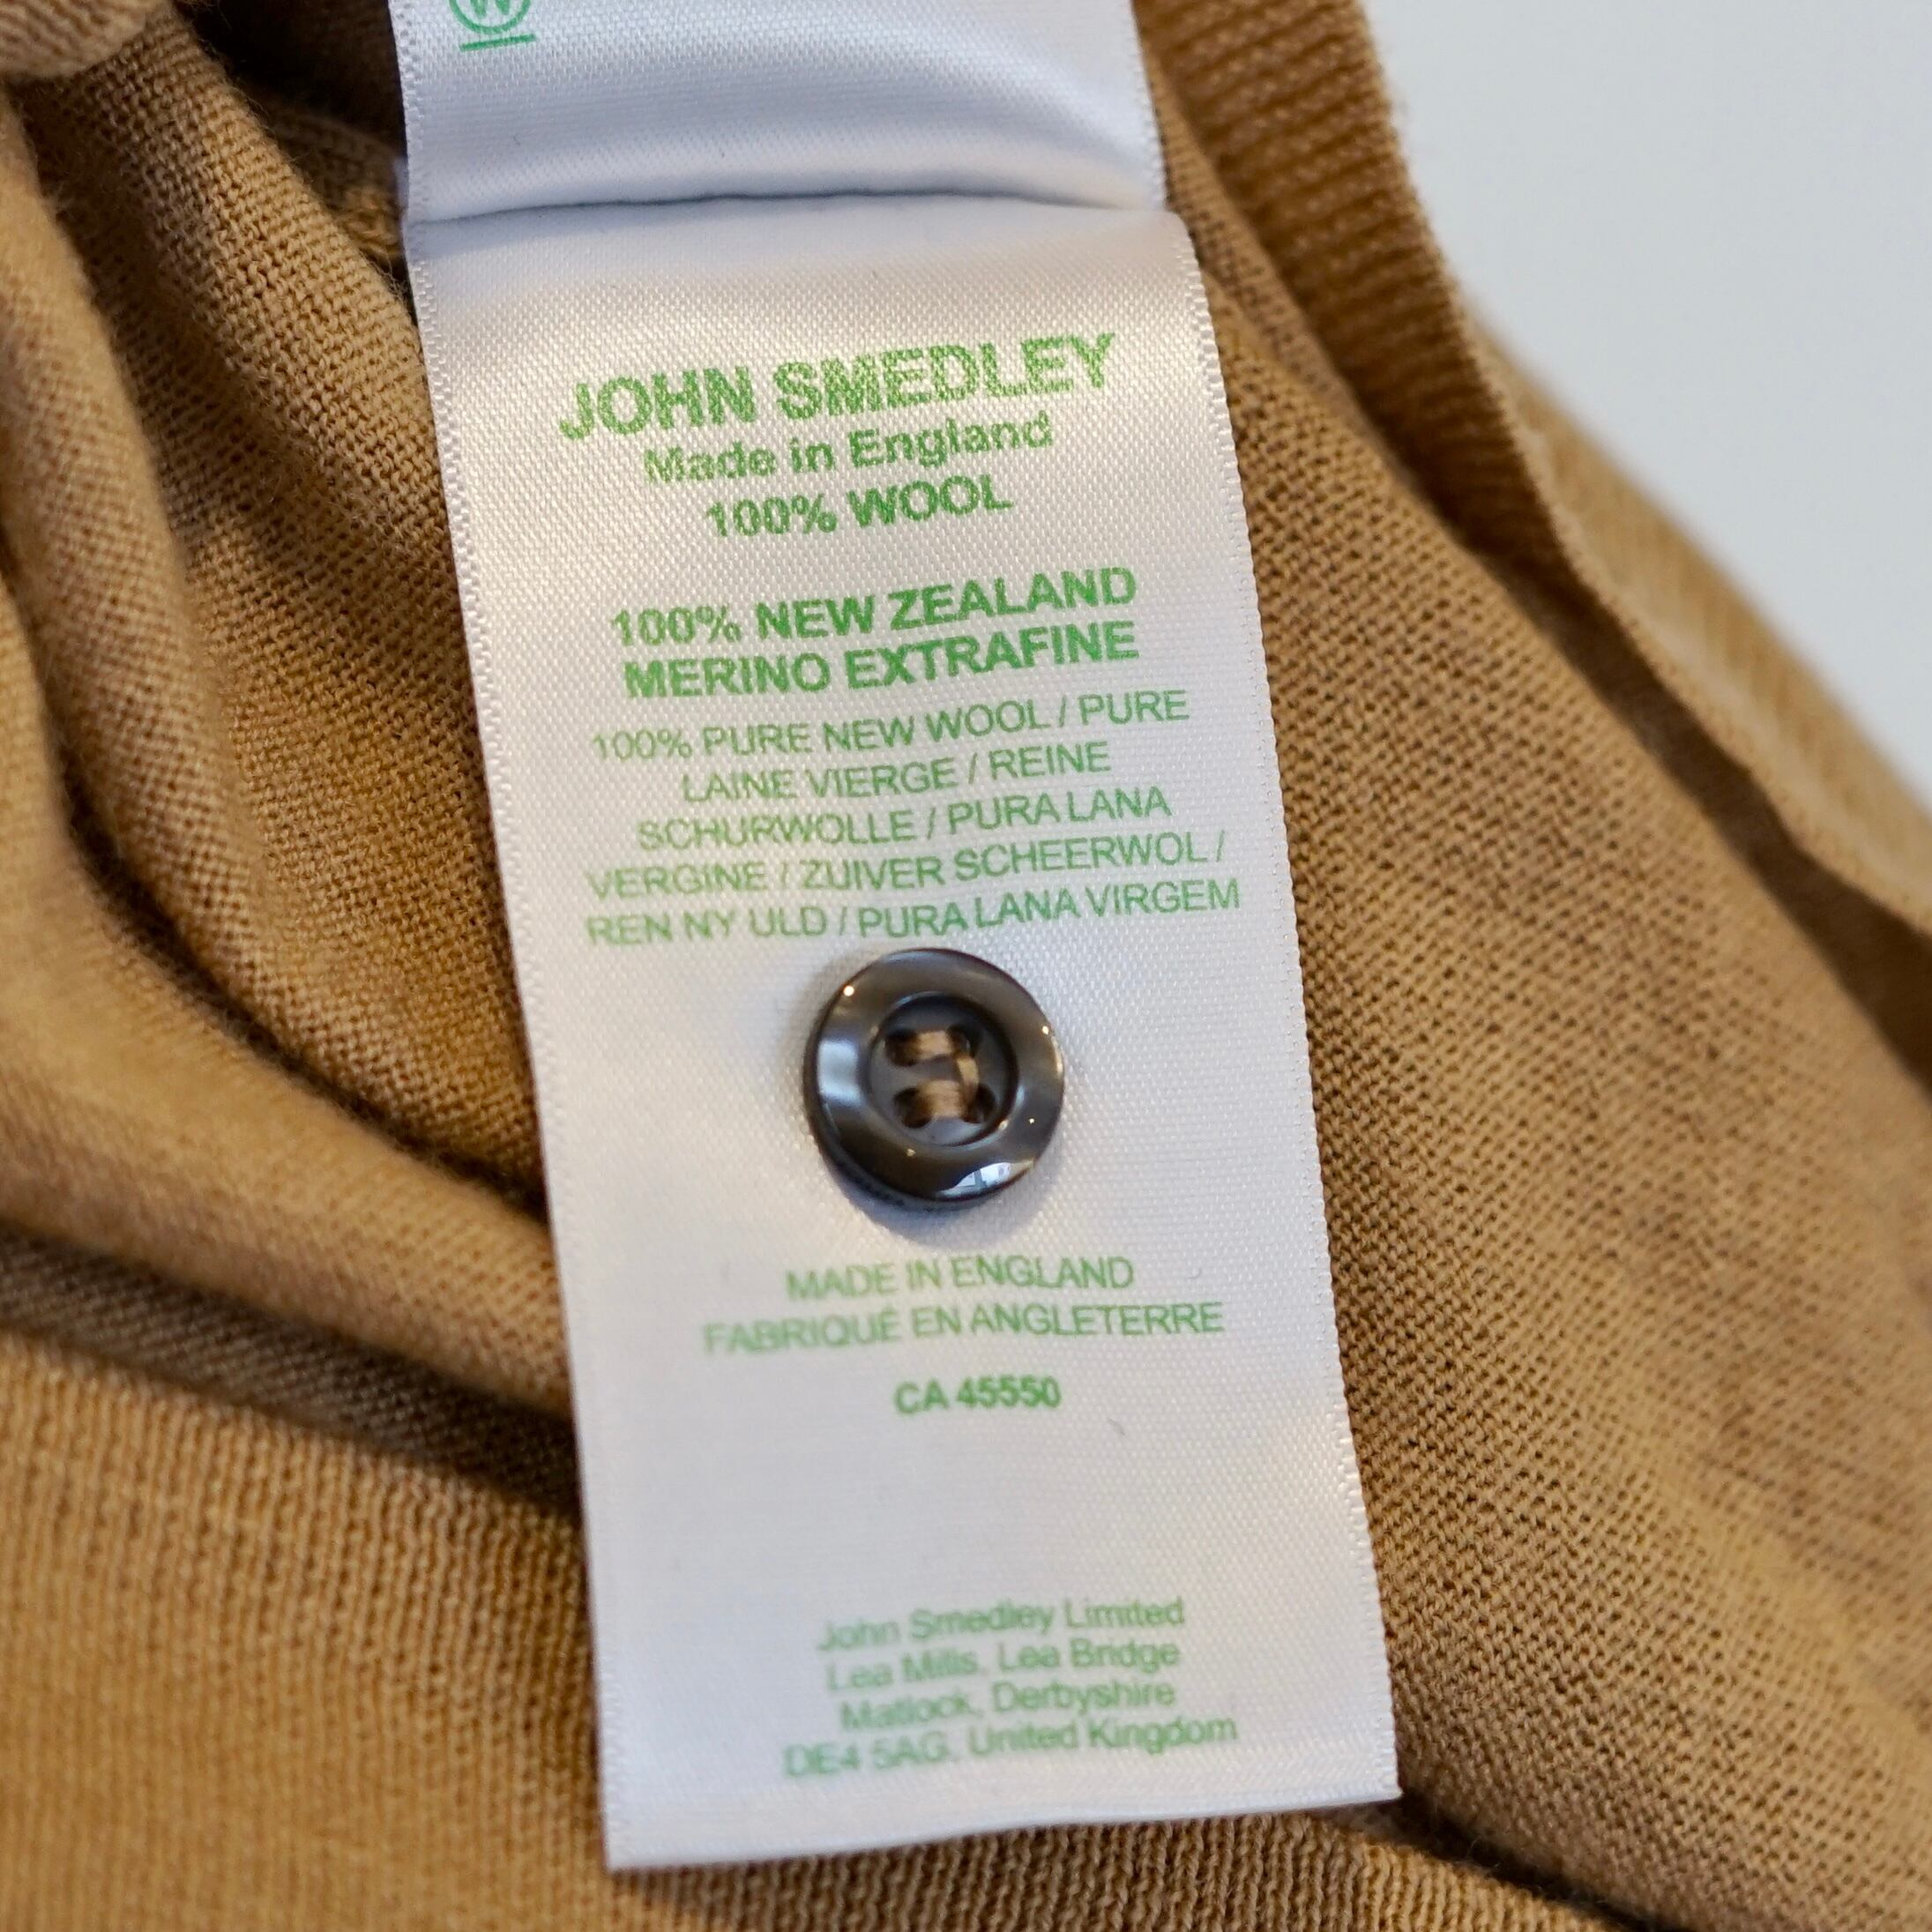 W
JOHN SMEDLEY
Made in England
100% WOOL
100% NEW ZEALAND
MERINO EXTRAFINE
100% PURE NEW WOOL / PURE
LAINE VIERGE / REINE
SCHURWOLLE / PURA LANA
VERGINE / ZUIVER SCHEERWOL /
REN NY ULD / PURA LANA VIRGEM
MADE IN ENGLAND
FABRIQUÉ EN ANGLETERRE
CA 45550
John Smedley Limited
Lea Mills, Lea Bridge
Matlock, Derbyshire
DE4 5AG, United Kingdom